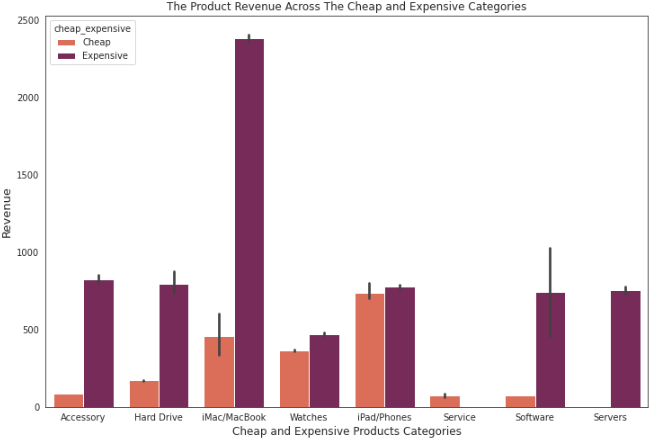 The Product Revenue Across The Cheap and Expensive Categories
cheap_expensive
Cheap
Expensive
2500
2000
1500
1000
500
0
Revenue
Accessory Hard Drive iMac/MacBook Watches iPad/Phones Service Software Servers
Cheap and Expensive Products Categories